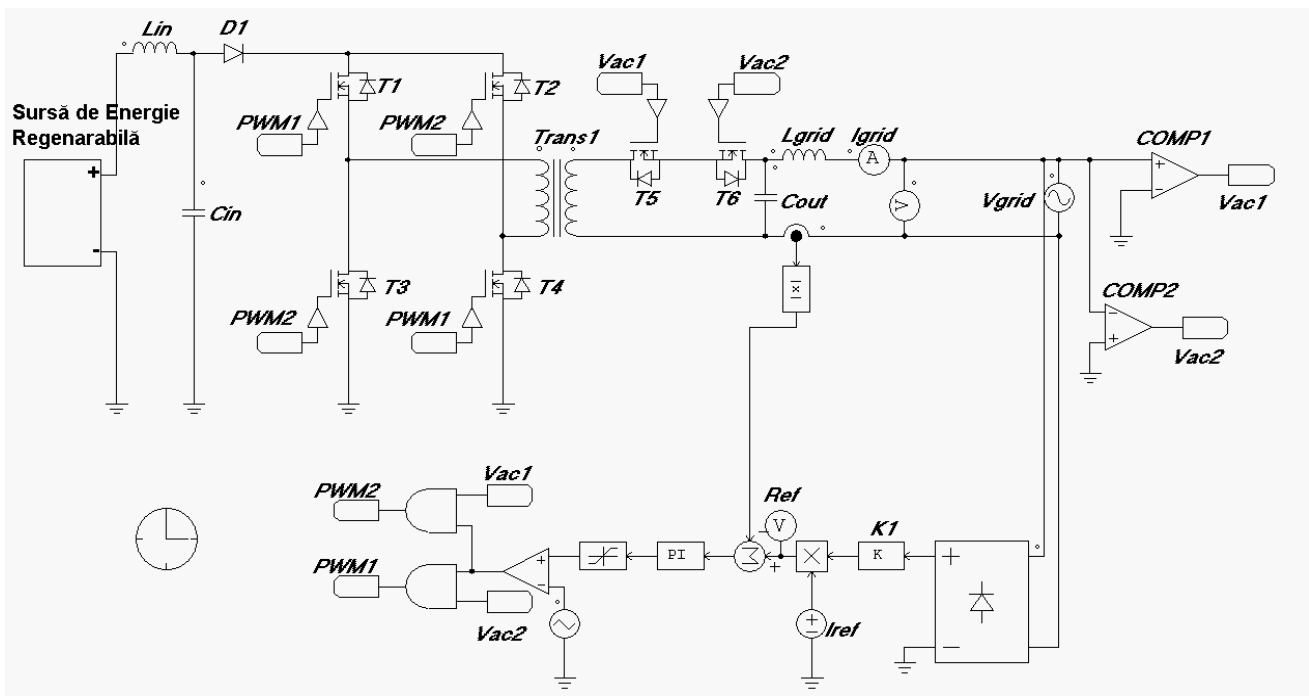 Lin
D1
Sursă de Energie
Regenarabilă
+
-
Cin
T1
T2
PWM1
PWM2
T3
T4
PWM2
PWM1
Trans1
Vac1
Vac2
T5
T6
Lgrid
Igrid
A
Cout
V
Vgrid
COMP1
+
-
Vac1
COMP2
-
+
Vac2
|x|
PWM2
Vac1
PWM1
Vac2
+
-
PI
Σ
-
+
Ref
V
K1
K
+
-
Iref
+
-